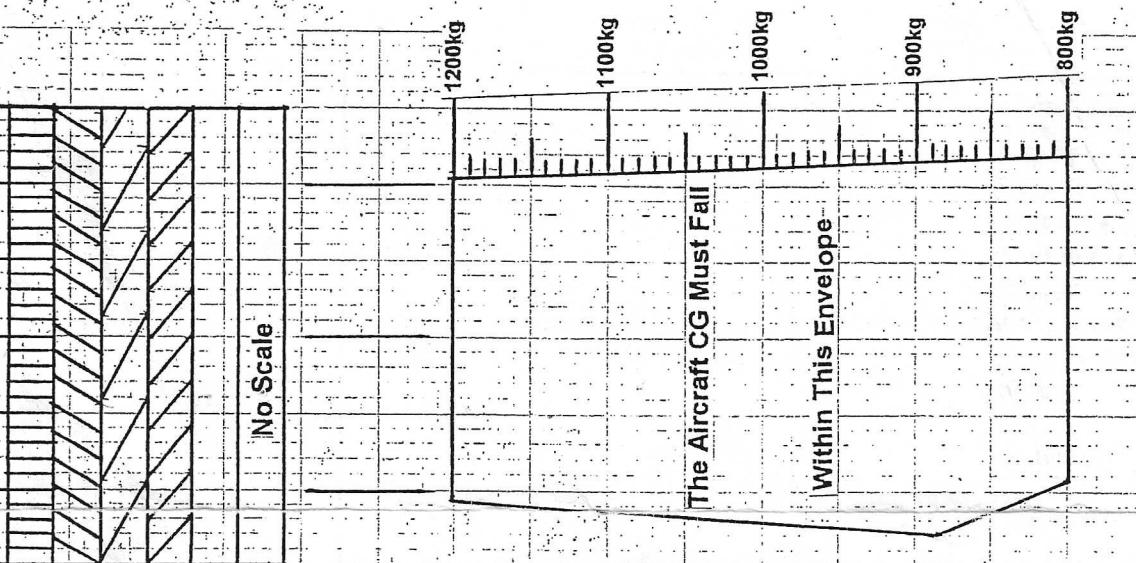 1200kg
1100kg
1000kg
900kg
800kg
The Aircraft CG Must Fall
Within This Envelope
No Scale